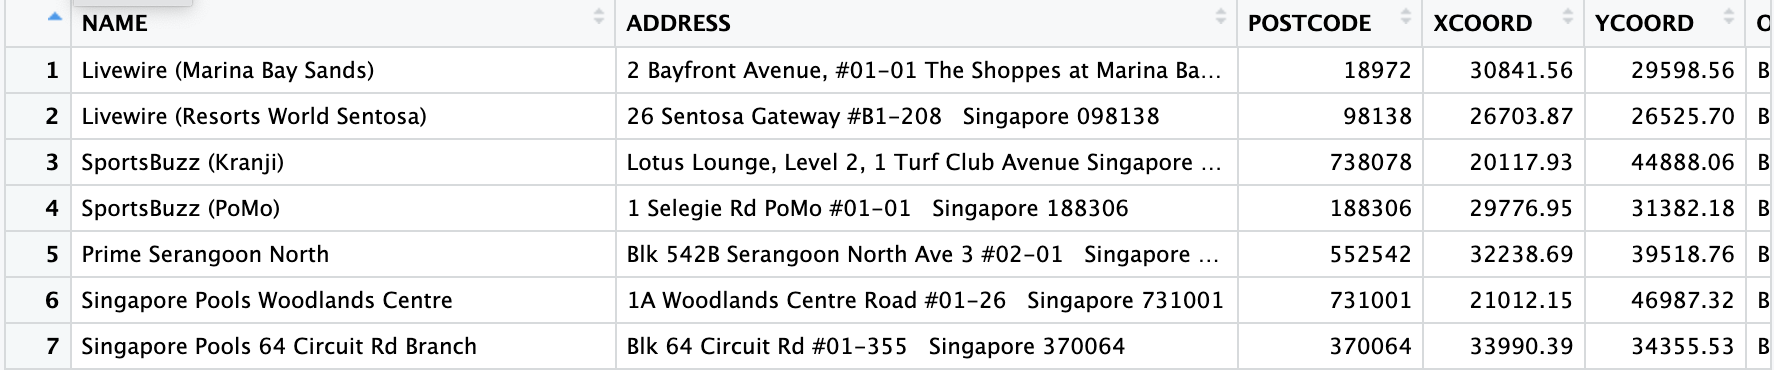 NAME ADDRESS POSTCODE XCOORD YCOORD
1 Livewire (Marina Bay Sands) 2 Bayfront Avenue, #01-01 The Shoppes at Marina Ba... 18972 30841.56 29598.56 B
2 Livewire (Resorts World Sentosa) 26 Sentosa Gateway #B1-208 Singapore 098138 98138 26703.87 26525.70 B
3 SportsBuzz (Kranji) Lotus Lounge, Level 2, 1 Turf Club Avenue Singapore ... 738078 20117.93 44888.06 B
4 SportsBuzz (PoMo) 1 Selegie Rd PoMo #01-01 Singapore 188306 188306 29776.95 31382.18 B
5 Prime Serangoon North Blk 542B Serangoon North Ave 3 #02-01 Singapore ... 552542 32238.69 39518.76 B
6 Singapore Pools Woodlands Centre 1A Woodlands Centre Road #01-26 Singapore 731001 731001 21012.15 46987.32 B
7 Singapore Pools 64 Circuit Rd Branch Blk 64 Circuit Rd #01-355 Singapore 370064 370064 33990.39 34355.53 B